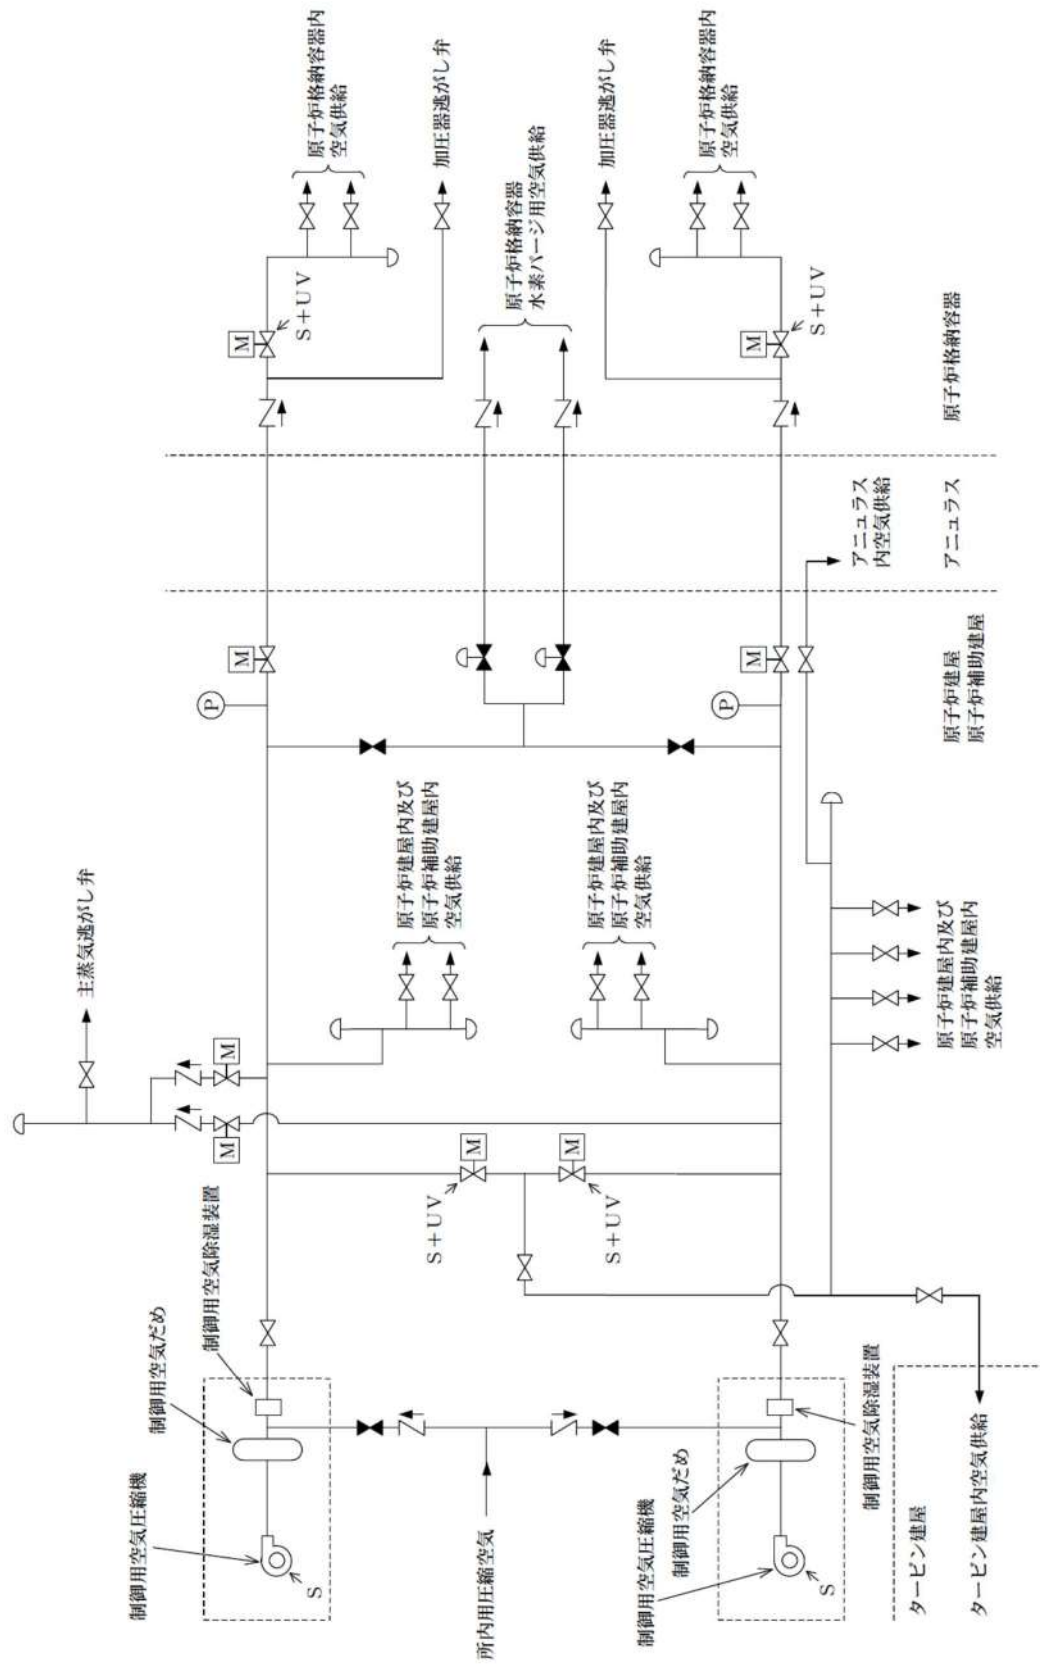 原子炉格納容器内
空気供給
加圧器逃がし弁
加圧器逃がし弁
原子炉格納容器内
空気供給
原子炉格納容器
水素パージ用空気供給
M
S+UV
M
S+UV
原子炉格納容器
アニュラス
内空気供給
アニュラス
M
P
M
P
原子炉建屋
原子炉補助建屋
主蒸気逃がし弁
原子炉建屋内及び
原子炉補助建屋内
空気供給
原子炉建屋内及び
原子炉補助建屋内
空気供給
原子炉建屋内及び
原子炉補助建屋内
空気供給
M
M
M
M
S+UV
S+UV
制御用空気除湿装置
制御用空気だめ
制御用空気圧縮機
S
所内用圧縮空気
制御用空気圧縮機
制御用空気だめ
制御用空気除湿装置
S
タービン建屋
タービン建屋内空気供給